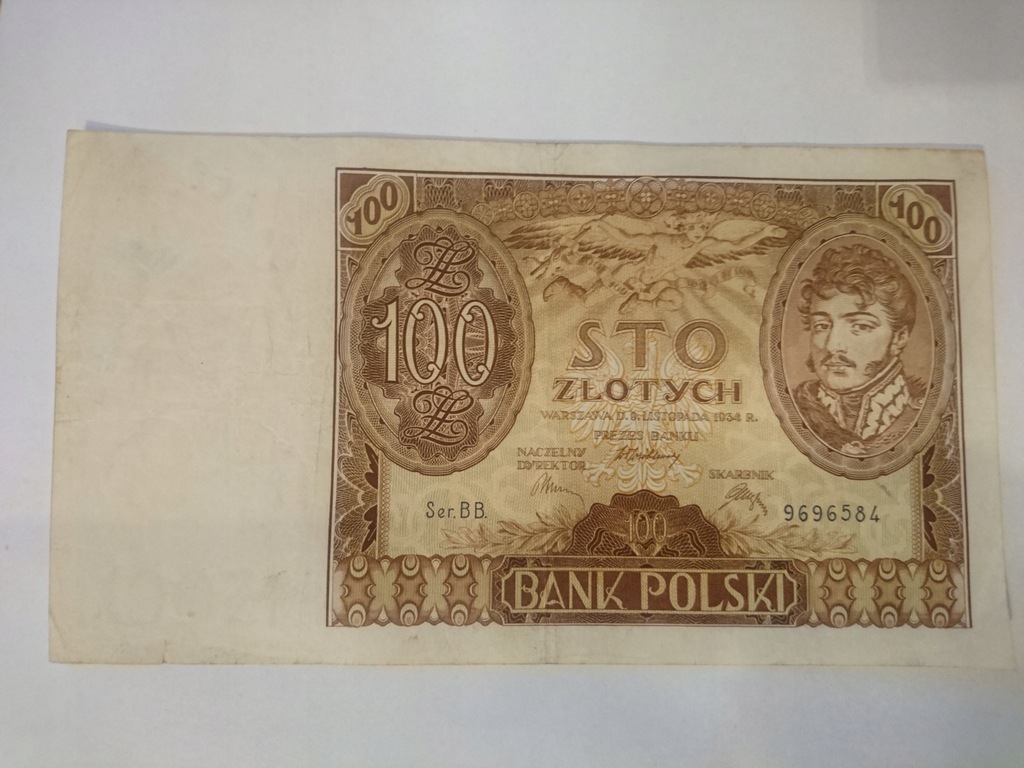 100
100
ZŁ
100
ZŁ
STO
ZŁOTYCH
WARSZAWA D. 9. LISTOPADA 1934 R.
PREZES BANKU
NACZELNY
DYREKTOR
SKARBNIK
Ser. B B.
9696584
100
BANK POLSKI